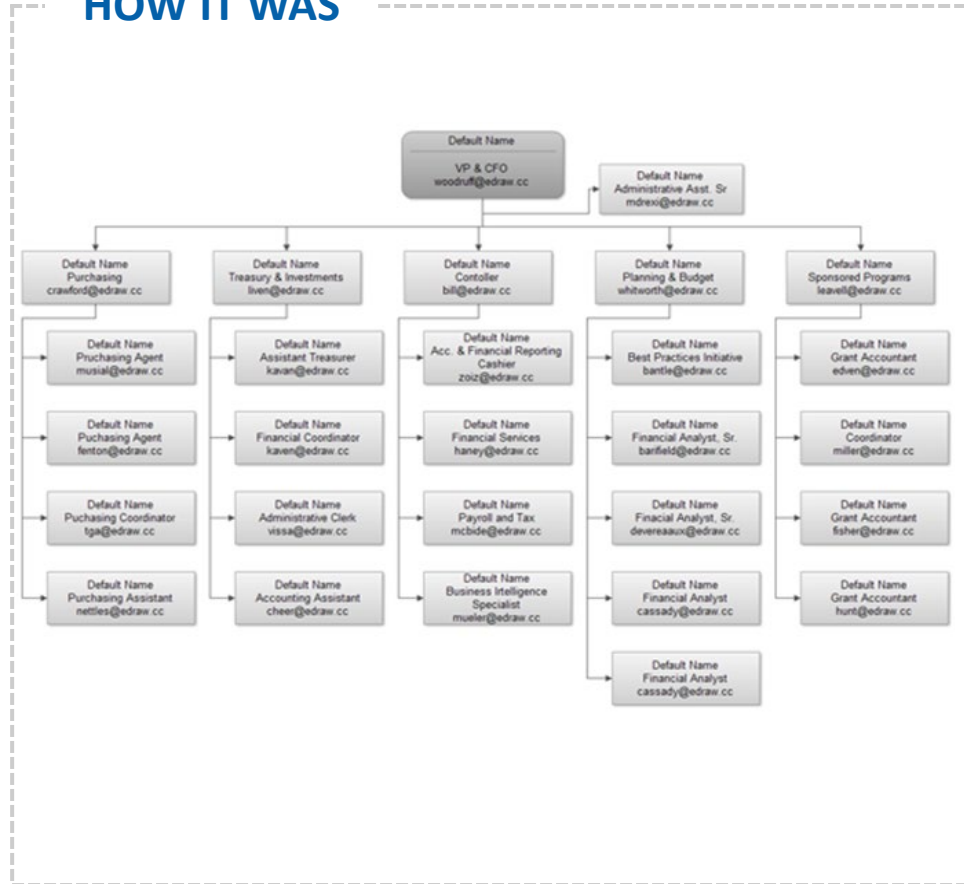 HOW IT WAS
Default Name
VP & CFO
woodruff@edraw.cc
Default Name
Administrative Asst. Sr
mdrexi@edraw.cc
Default Name
Purchasing
crawford@edraw.cc
Default Name
Treasury & Investments
liven@edraw.cc
Default Name
Contoller
bill@edraw.cc
Default Name
Planning & Budget
whitworth@edraw.cc
Default Name
Sponsored Programs
leavell@edraw.cc
Default Name
Pruchasing Agent
musial@edraw.cc
Default Name
Assistant Treasurer
kavan@edraw.cc
Default Name
Acc. & Financial Reporting
Cashier
zoiz@edraw.cc
Default Name
Best Practices Initiative
bantle@edraw.cc
Default Name
Grant Accountant
edven@edraw.cc
Default Name
Puchasing Agent
fenton@edraw.cc
Default Name
Financial Coordinator
kaven@edraw.cc
Default Name
Financial Services
haney@edraw.cc
Default Name
Financial Analyst, Sr.
barifield@edraw.cc
Default Name
Coordinator
miller@edraw.cc
Default Name
Puchasing Coordinator
tga@edraw.cc
Default Name
Administrative Clerk
vissa@edraw.cc
Default Name
Payroll and Tax
mcbide@edraw.cc
Default Name
Finacial Analyst, Sr.
devereaaux@edraw.cc
Default Name
Grant Accountant
fisher@edraw.cc
Default Name
Purchasing Assistant
nettles@edraw.cc
Default Name
Accounting Assistant
cheer@edraw.cc
Default Name
Business Irtelligence
Specialist
mueler@edraw.cc
Default Name
Financial Analyst
cassady@edraw.cc
Default Name
Grant Accountant
hunt@edraw.cc
Default Name
Financial Analyst
cassady@edraw.cc